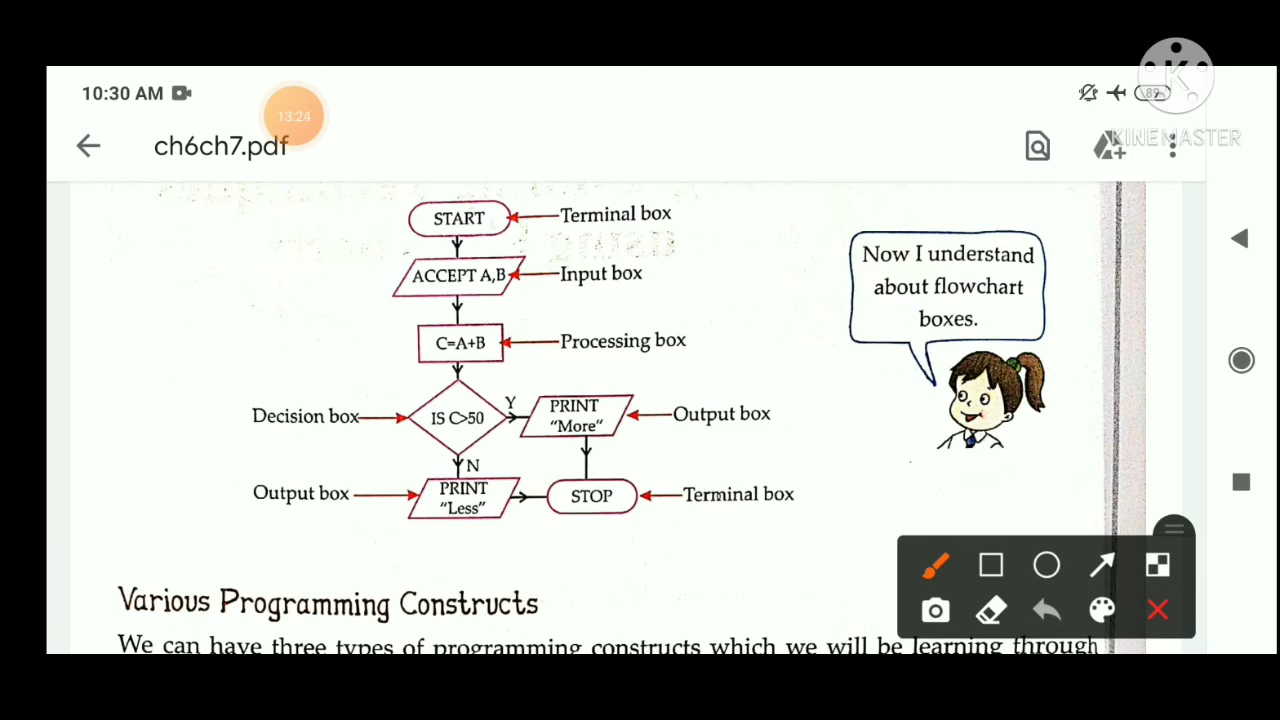 10:30 AM
13:24
89
KINEMASTER
ch6ch7.pdf
START
Terminal box
ACCEPT A,B
Input box
C=A+B
Processing box
Decision box
IS C>50
Y
PRINT
“More”
Output box
N
Output box
PRINT
“Less”
STOP
Terminal box
Now I understand
about flowchart
boxes.
Various Programming Constructs
We can have three types of programming constructs which we will be learning through